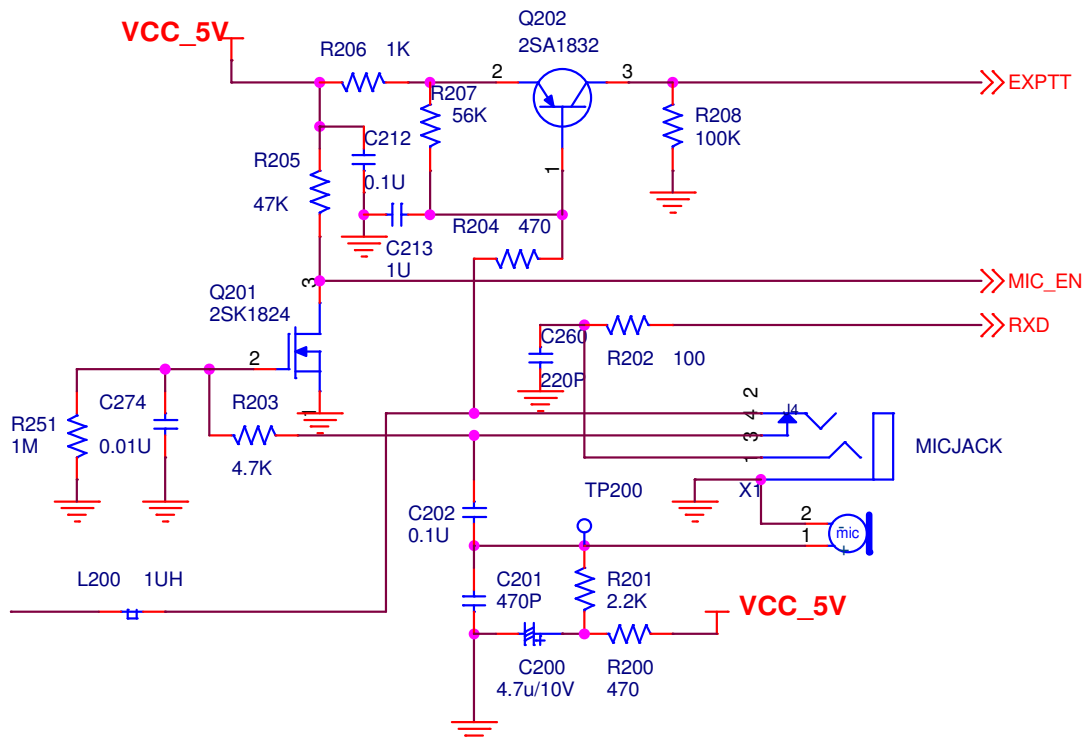 Q202
2SA1832
VCC_5V
R206 1K
2
3
EXPTT
R207
56K
R208
100K
C212
0.1U
R205
47K
1
R204 470
C213
1U
3
MIC_EN
Q201
2SK1824
RXD
C260
220P
R202 100
2
2
4
J4
3
1
1
C274
0.01U
R203
4.7K
R251
1M
MICJACK
TP200
X1
C202
0.1U
2
mic
1
+
L200 1UH
C201
470P
R201
2.2K
VCC_5V
C200
4.7u/10V
R200
470